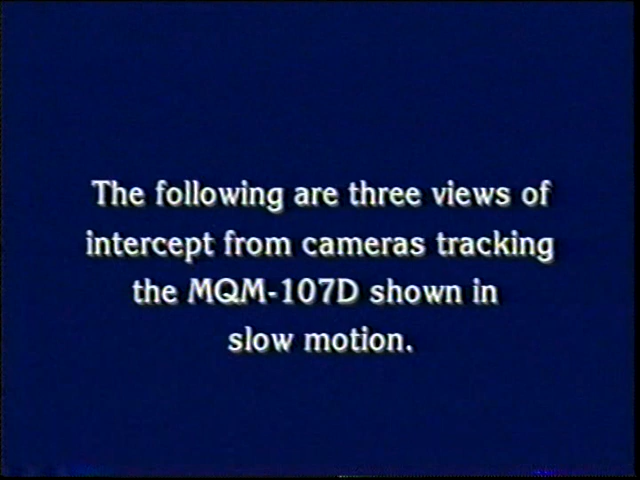 The following are three views of
intercept from cameras tracking
the MQM-107D shown in
slow motion.